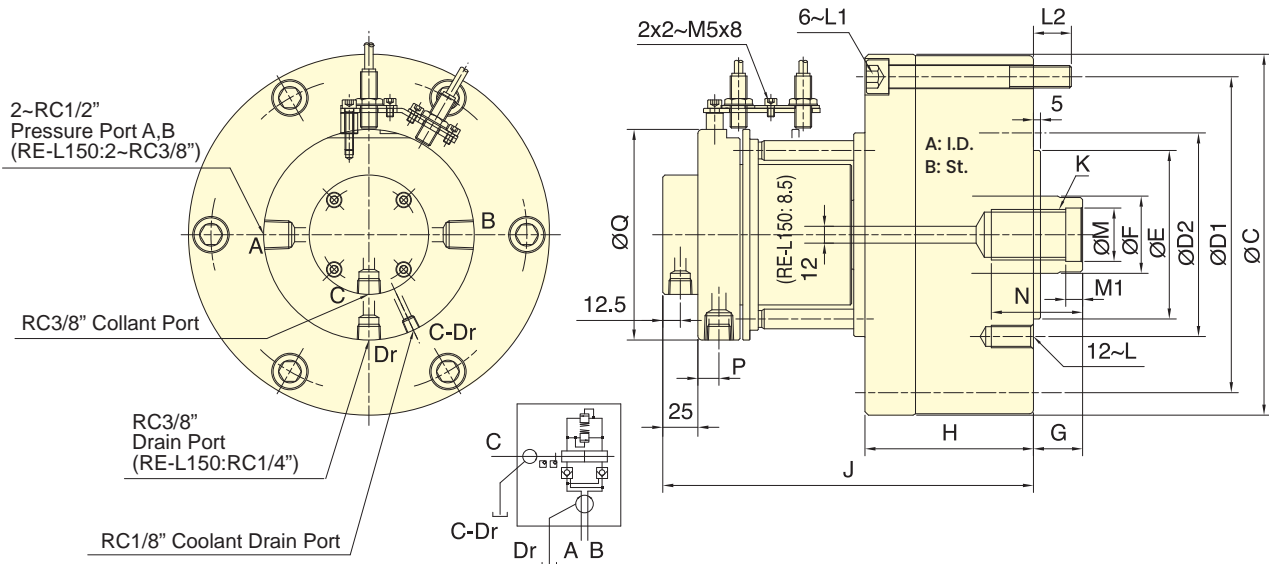 2~RC1/2”
Pressure Port A,B
(RE-L150:2~RC3/8”)
A
B
C
RC3/8” Collant Port
C-Dr
Dr
RC3/8”
Drain Port
(RE-L150:RC1/4”)
RC1/8” Coolant Drain Port
C
C-Dr
Dr
A
B
2x2~M5x8
6~L1
L2
5
A: I.D.
B: St.
K
(RE-L150: 8.5)
12
ØQ
ØM
ØF
ØE
ØD2
ØD1
ØC
12.5
N
M1
P
12~L
25
H
G
J